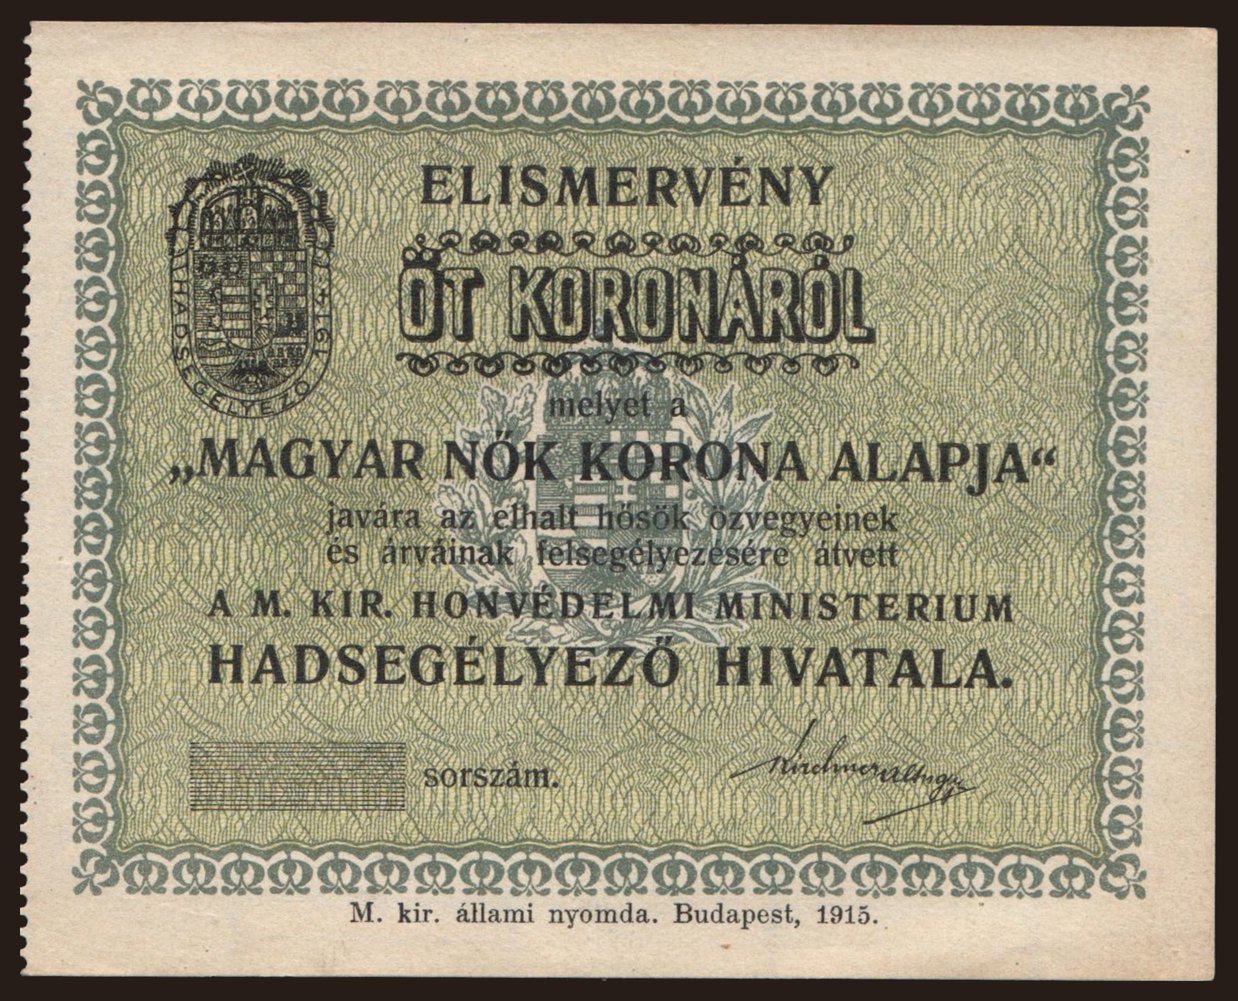 ELISMERVÉNY
ÖT KORONÁRÓL
HADSEGÉLYEZŐ
melyet a
„MAGYAR NŐK KORONA ALAPJA“
javára az elhalt hősök özvegyeinek
és árváinak felsegélyezésére átvett
A M. KIR. HONVÉDELMI MINISTERIUM
HADSEGÉLYEZŐ HIVATALA.
sorszám.
M. kir. állami nyomda. Budapest, 1915.